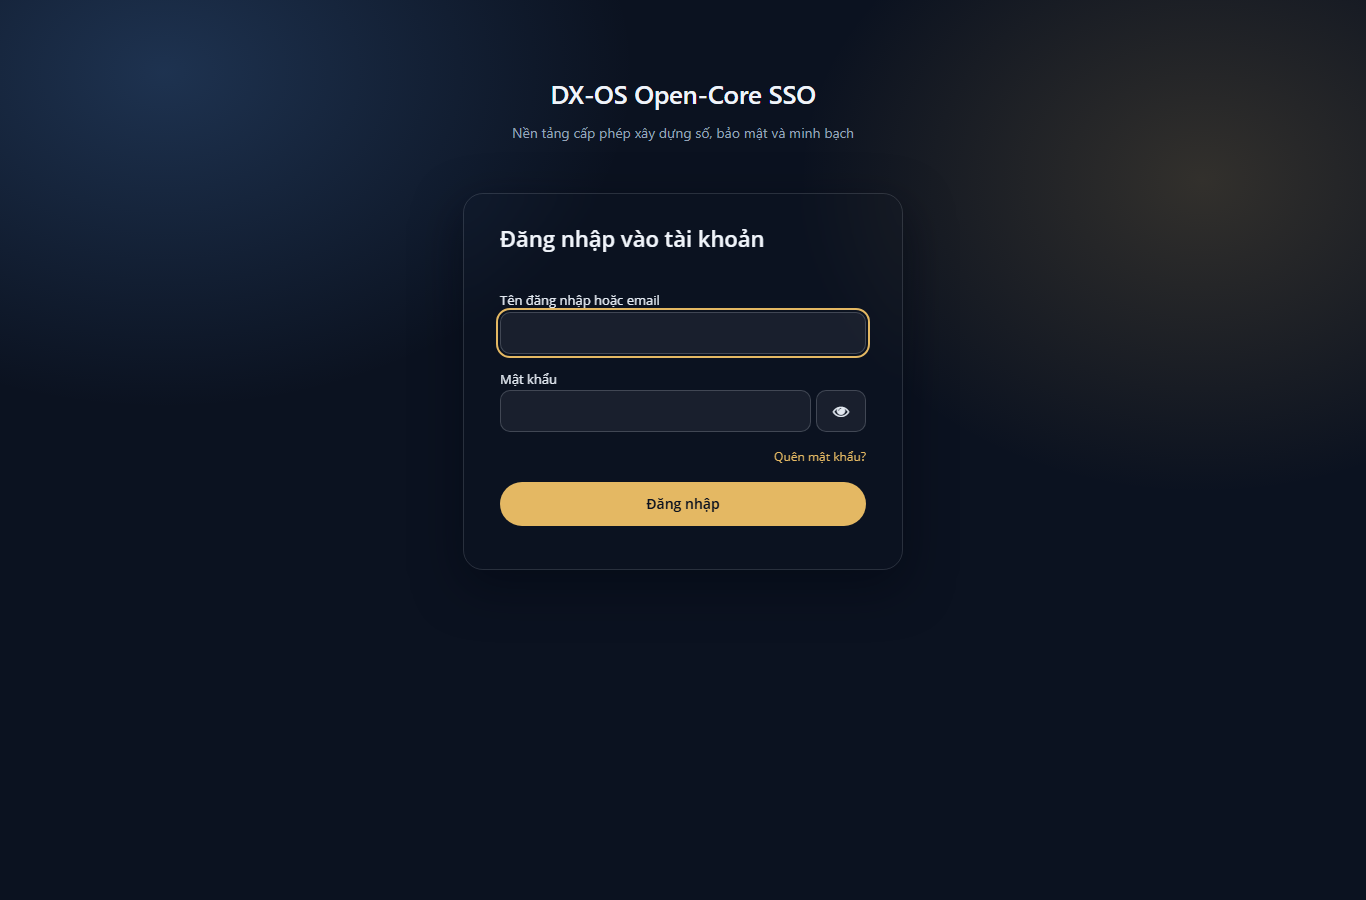 DX-OS Open-Core SSO
Nền tảng cấp phép xây dựng số, bảo mật và minh bạch
Đăng nhập vào tài khoản
Tên đăng nhập hoặc email
Mật khẩu
Quên mật khẩu?
Đăng nhập